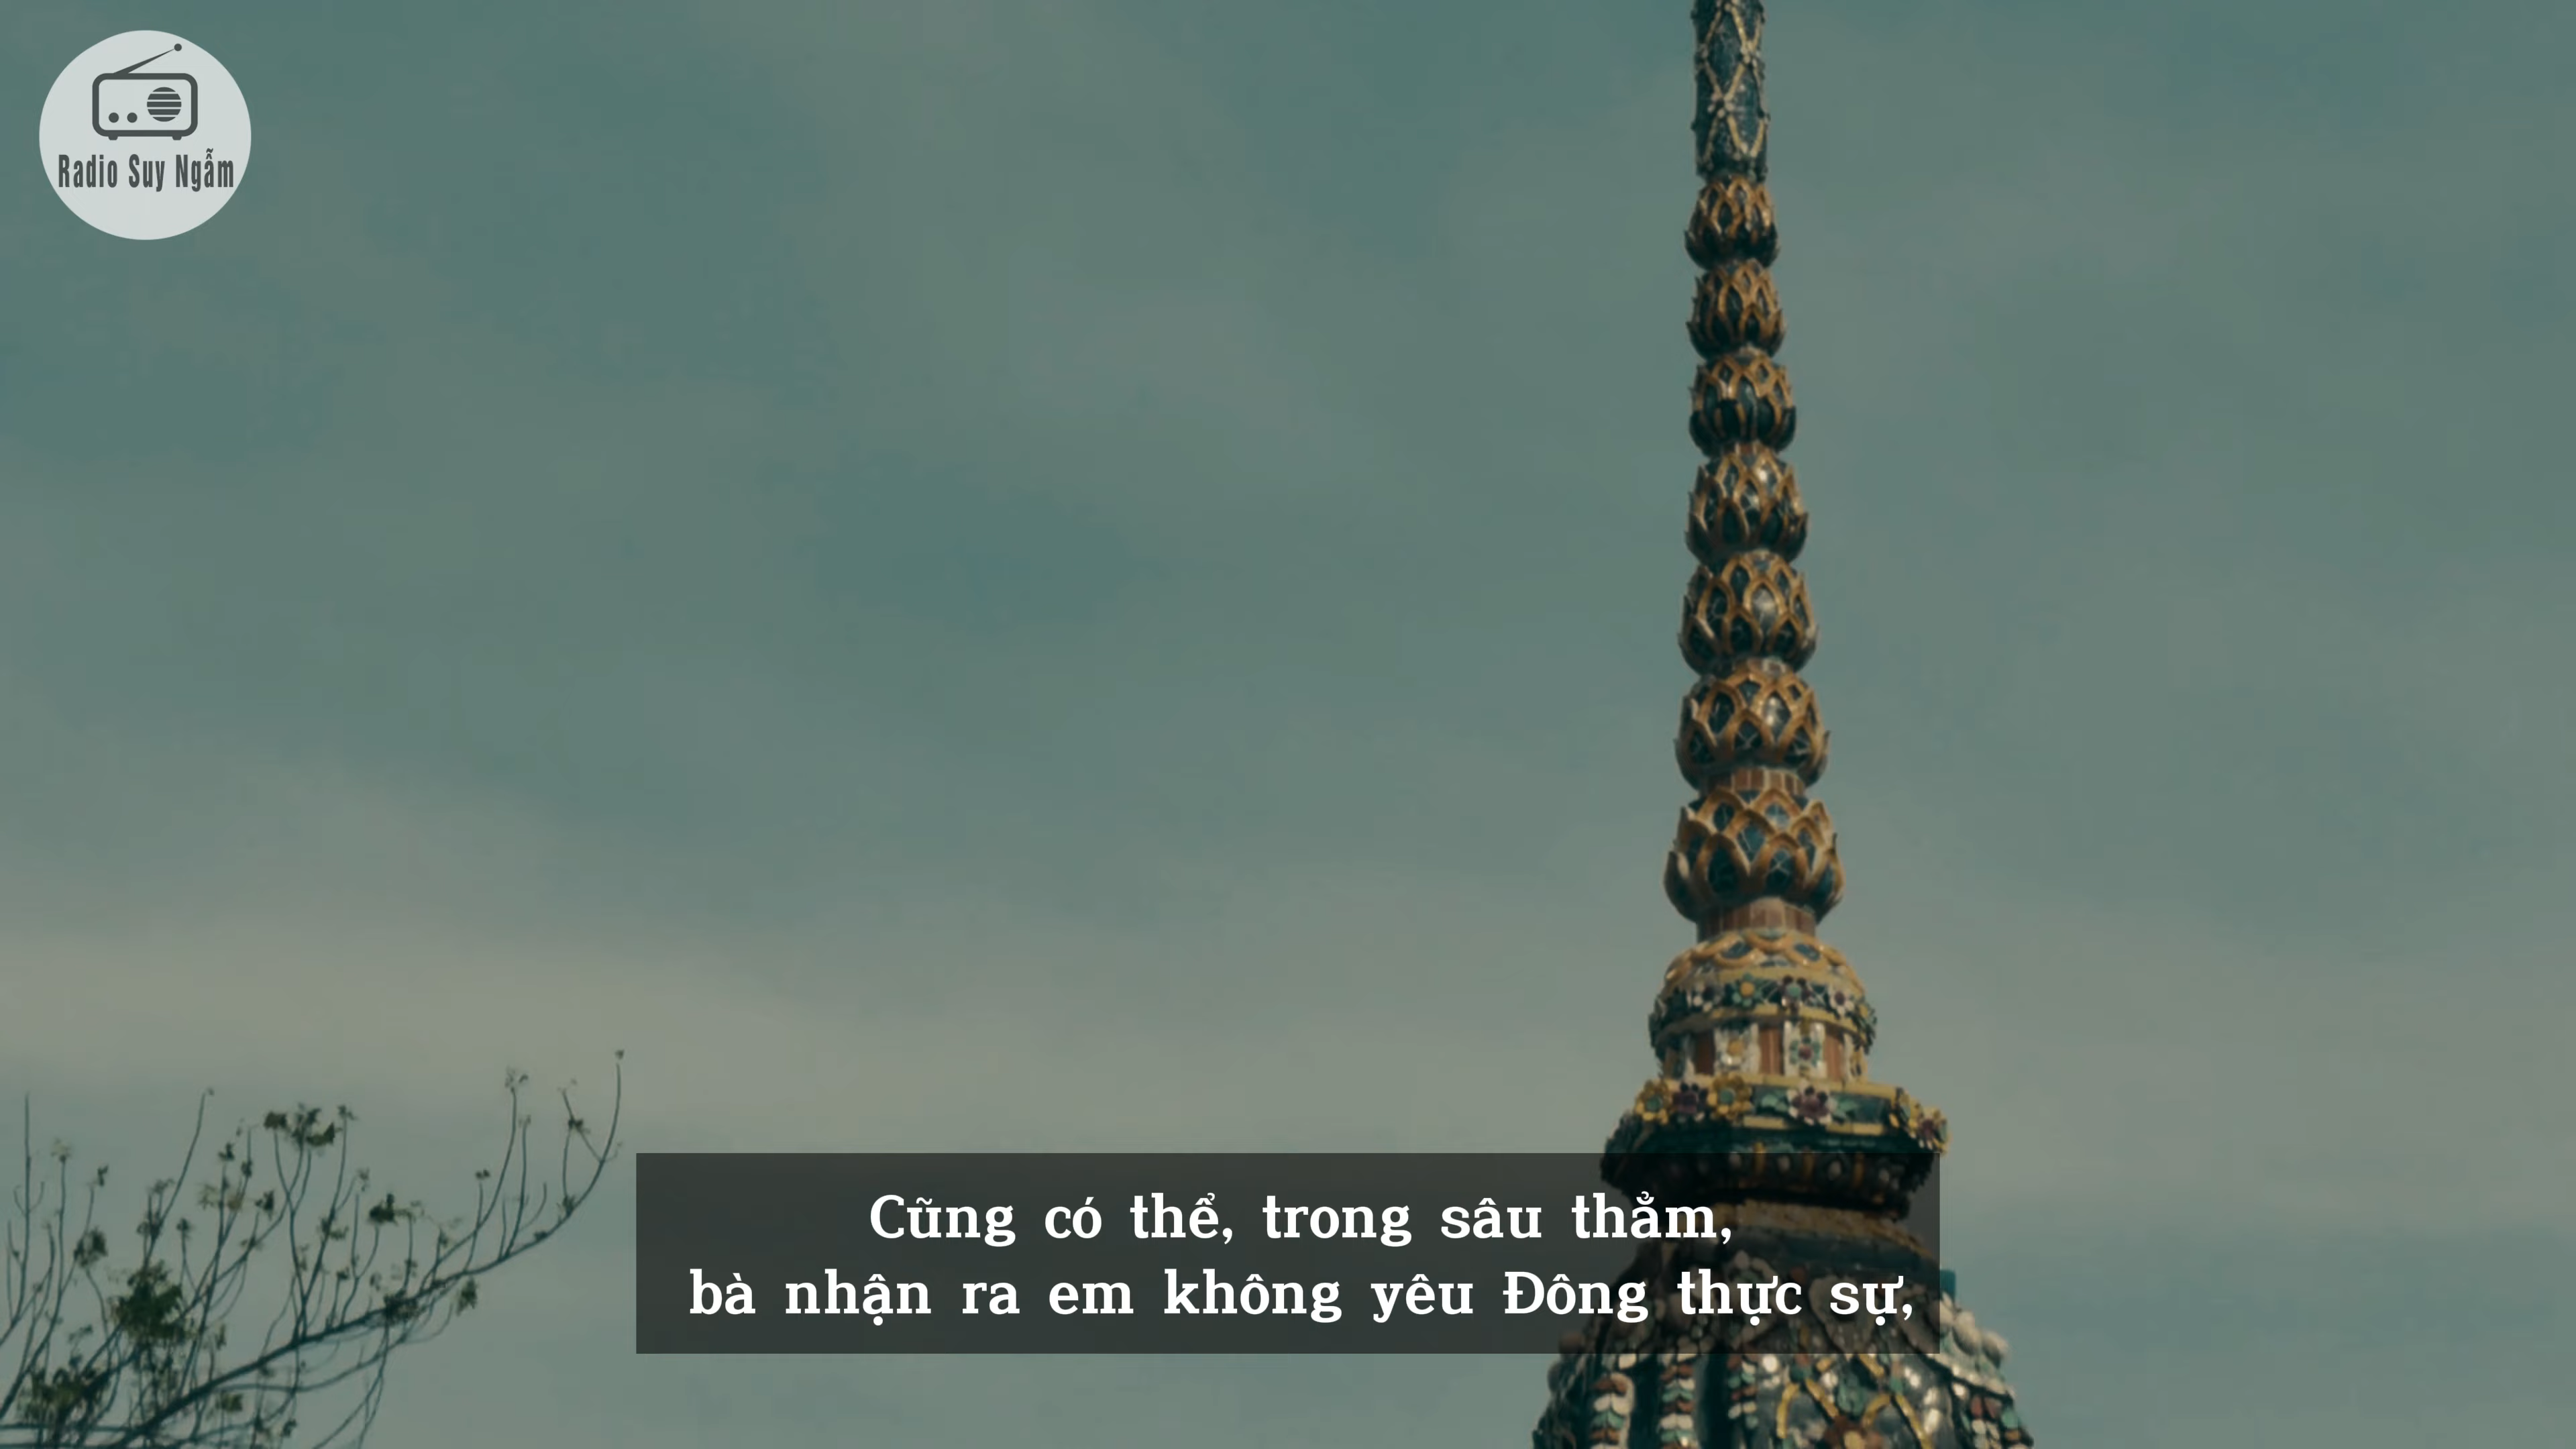 Radio Suy Ngẫm
Cũng có thể, trong sâu thẳm,
bà nhận ra em không yêu Đông thực sự,